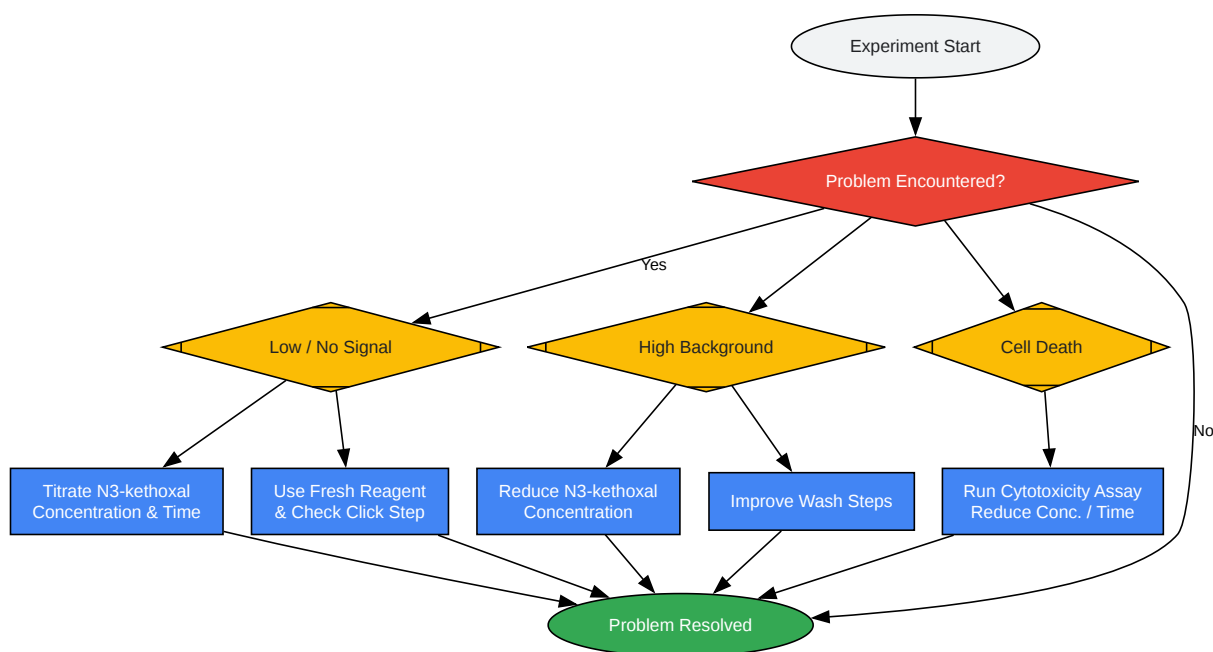 Experiment Start
Problem Encountered?
Yes
Low / No Signal
High Background
Cell Death
No
Titrate N3-kethoxal
Concentration & Time
Use Fresh Reagent
& Check Click Step
Reduce N3-kethoxal
Concentration
Improve Wash Steps
Run Cytotoxicity Assay
Reduce Conc. / Time
Problem Resolved